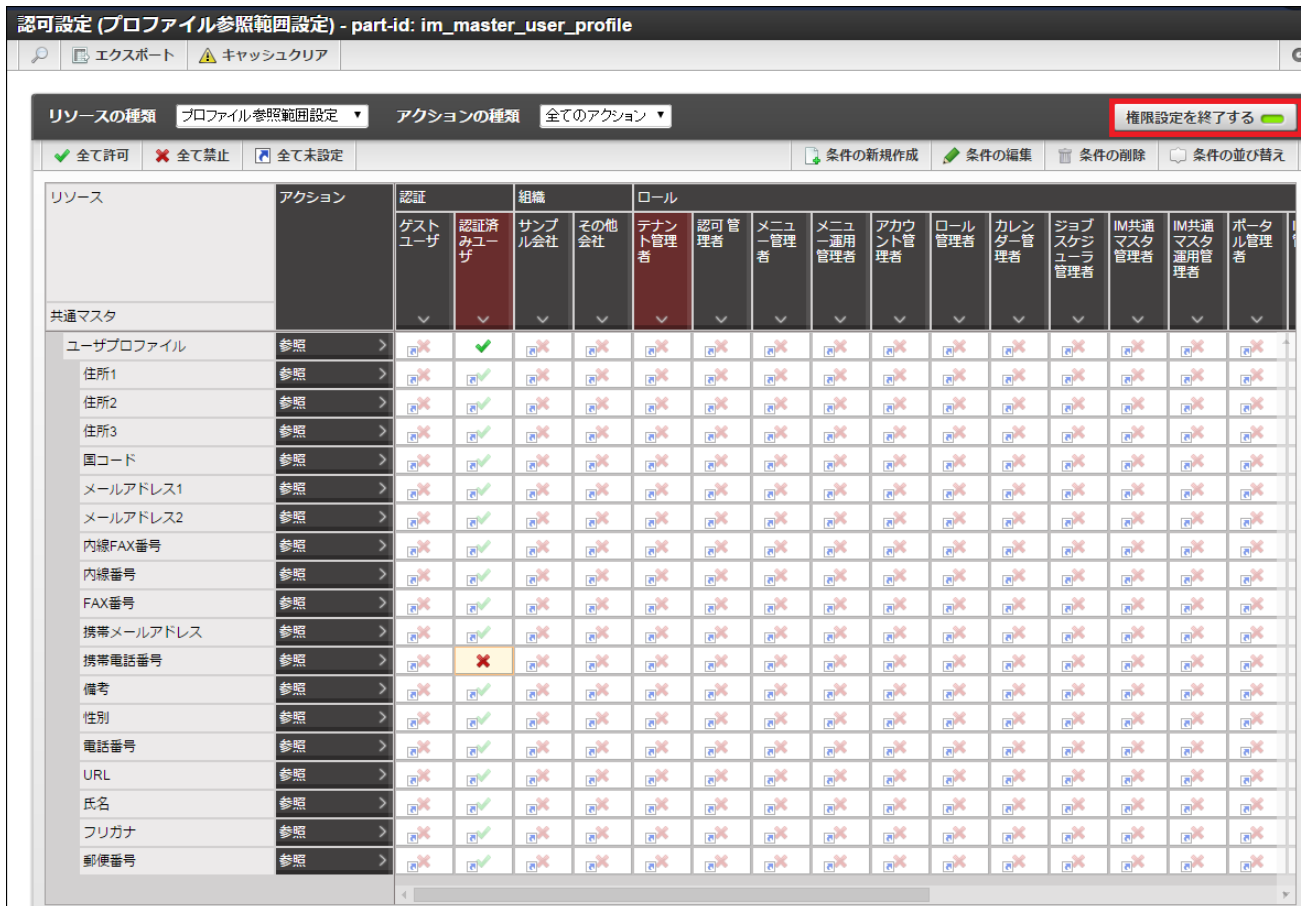 認可設定 (プロファイル参照範囲設定) - part-id: im_master_user_profile
エクスポート キャッシュクリア
リソースの種類 プロファイル参照範囲設定 アクションの種類 全てのアクション 権限設定を終了する
全て許可 全て禁止 全て未設定 条件の新規作成 条件の編集 条件の削除 条件の並び替え
リソース アクション 認証 組織 ロール
ゲスト 認証済 サンプ その他 テナン 認可 管 メニュ メニュ アカウ ロール カレン ジョブ IM共通 IM共通 ポータ
ユーザ みユー ル会社 会社 ト管理 理者 ー管理 ー運用 ント管 管理者 ダー管 スケジ マスタ マスタ ル管理
ザ 者 者 管理者 理者 理者 ューラ 管理者 運用管 者
管理者 理者
共通マスタ
ユーザプロファイル 参照
住所1 参照
住所2 参照
住所3 参照
国コード 参照
メールアドレス1 参照
メールアドレス2 参照
内線FAX番号 参照
内線番号 参照
FAX番号 参照
携帯メールアドレス 参照
携帯電話番号 参照
備考 参照
性別 参照
電話番号 参照
URL 参照
氏名 参照
フリガナ 参照
郵便番号 参照